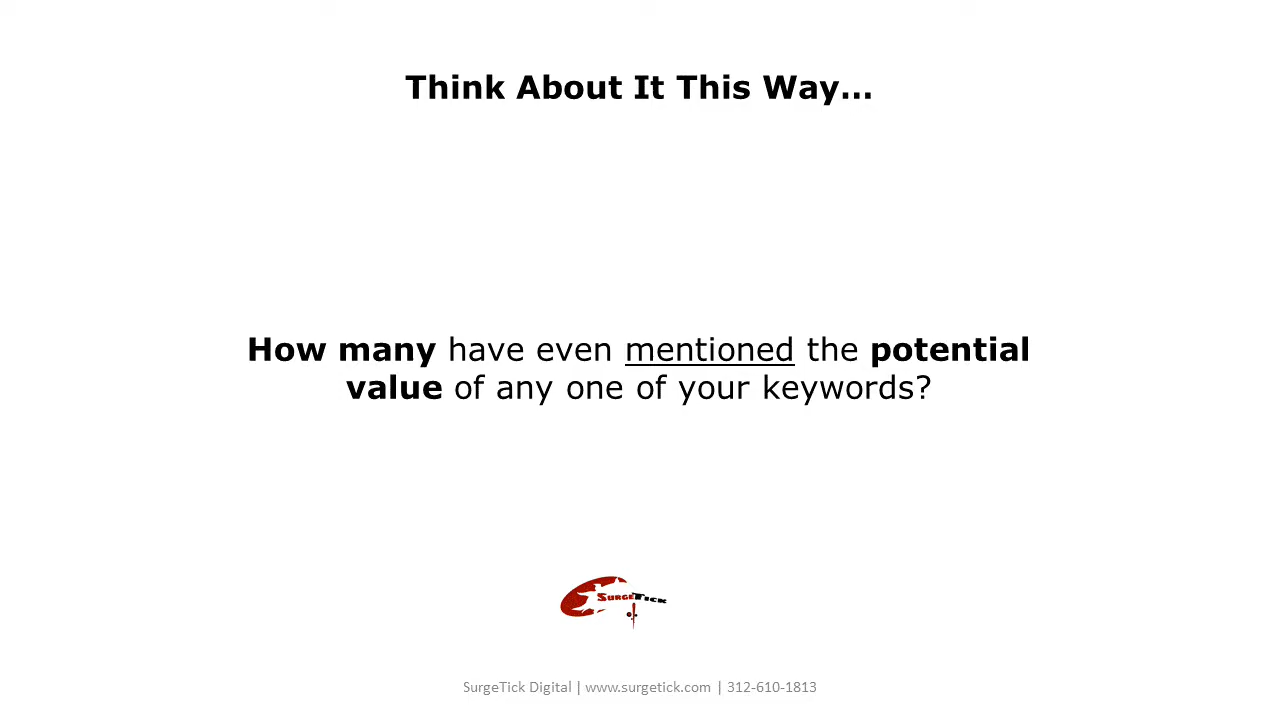 Think About It This Way...
How many have even mentioned the potential
value of any one of your keywords?
SurgeTick
SurgeTick Digital | www.surgetick.com | 312-610-1813